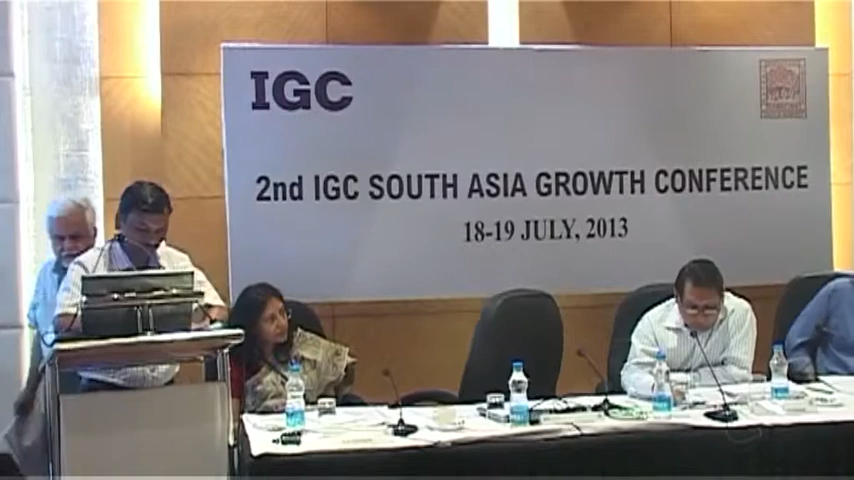 IGC
2nd IGC SOUTH ASIA GROWTH CONFERENCE
18-19 JULY, 2013